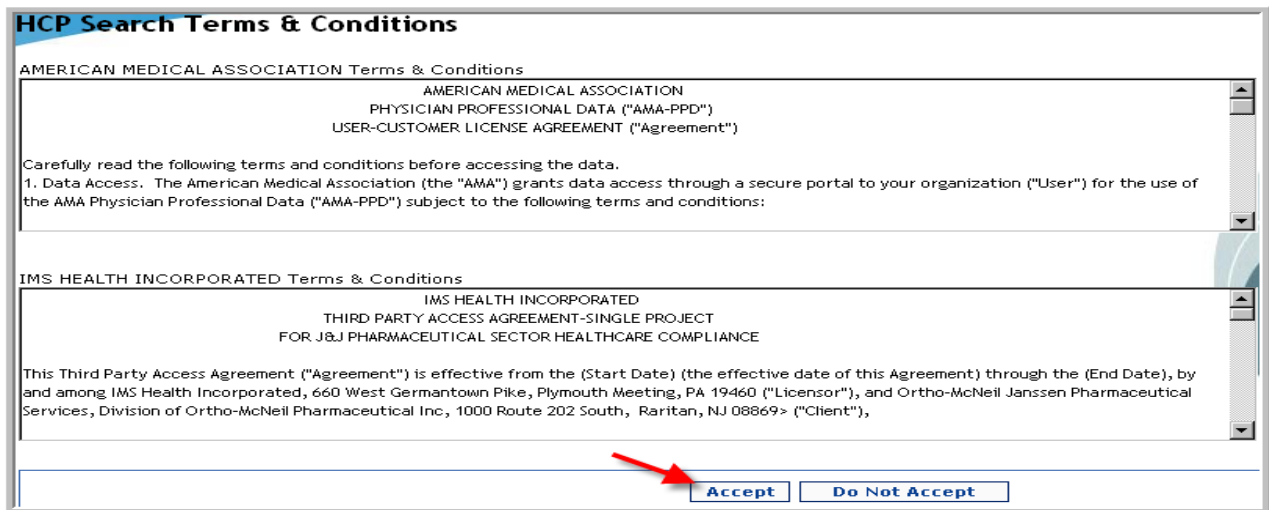 HCP Search Terms & Conditions
AMERICAN MEDICAL ASSOCIATION Terms & Conditions
AMERICAN MEDICAL ASSOCIATION
PHYSICIAN PROFESSIONAL DATA ("AMA-PPD")
USER-CUSTOMER LICENSE AGREEMENT ("Agreement")
Carefully read the following terms and conditions before accessing the data.
1. Data Access.  The American Medical Association (the "AMA") grants data access through a secure portal to your organization ("User") for the use of
the AMA Physician Professional Data ("AMA-PPD") subject to the following terms and conditions:
IMS HEALTH INCORPORATED Terms & Conditions
IMS HEALTH INCORPORATED
THIRD PARTY ACCESS AGREEMENT-SINGLE PROJECT
FOR J&J PHARMACEUTICAL SECTOR HEALTHCARE COMPLIANCE
This Third Party Access Agreement ("Agreement") is effective from the (Start Date) (the effective date of this Agreement) through the (End Date), by
and among IMS Health Incorporated, 660 West Germantown Pike, Plymouth Meeting, PA 19460 ("Licensor"), and Ortho-McNeil Janssen Pharmaceutical
Services, Division of Ortho-McNeil Pharmaceutical Inc, 1000 Route 202 South,  Raritan, NJ 08869> ("Client"),
Accept
Do Not Accept